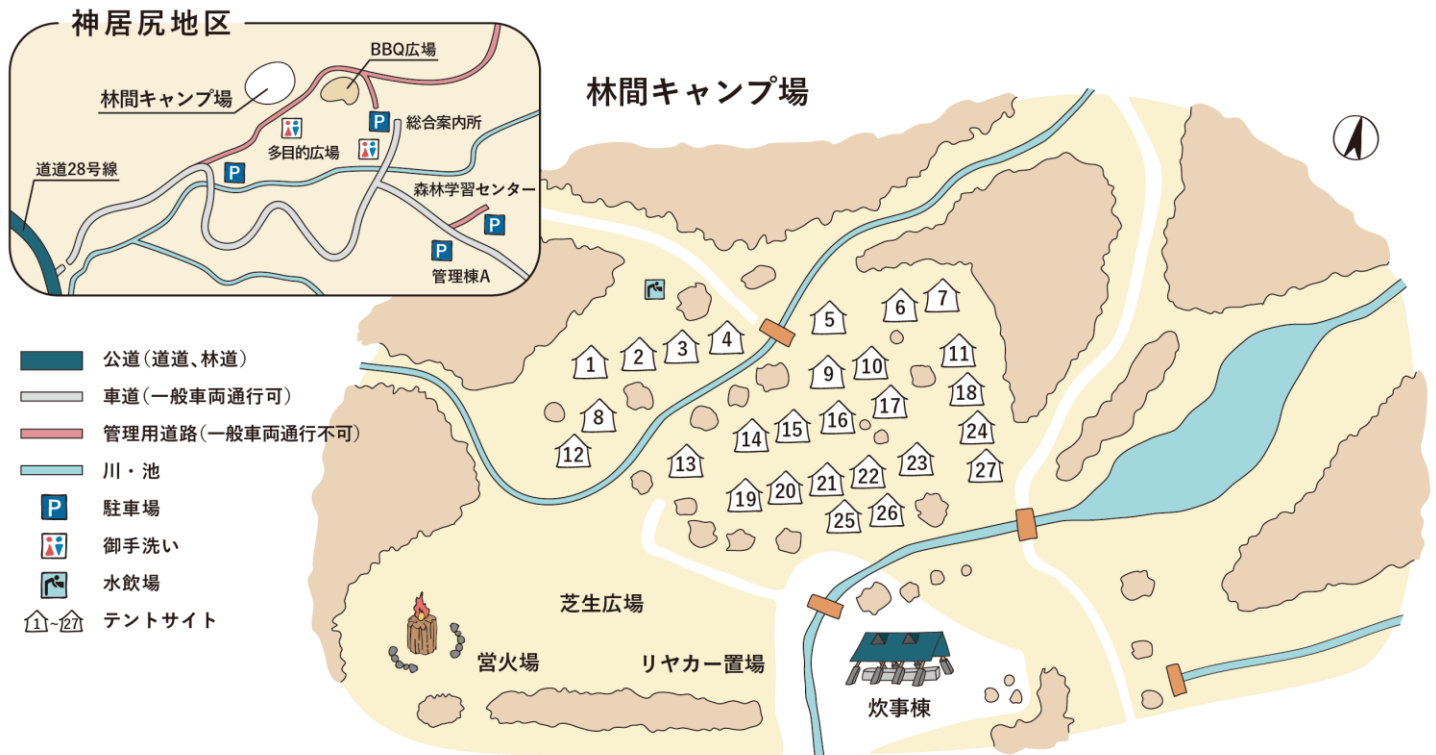 神居尻地区
BBQ広場
林間キャンプ場
P
総合案内所
多目的広場
道道28号線
P
森林学習センター
P
P
管理棟A
林間キャンプ場
公道(道道、林道)
車道(一般車両通行可)
管理用道路(一般車両通行不可)
川・池
P
駐車場
御手洗い
水飲場
1~27
テントサイト
1
2
3
4
5
6
7
8
9
10
11
12
13
14
15
16
17
18
19
20
21
22
23
24
25
26
27
芝生広場
営火場
リヤカー置場
炊事棟